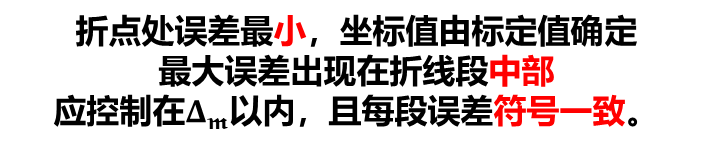 折点处误差最小，坐标值由标定值确定
最大误差出现在折线段中部
应控制在Δₘ以内，且每段误差符号一致。